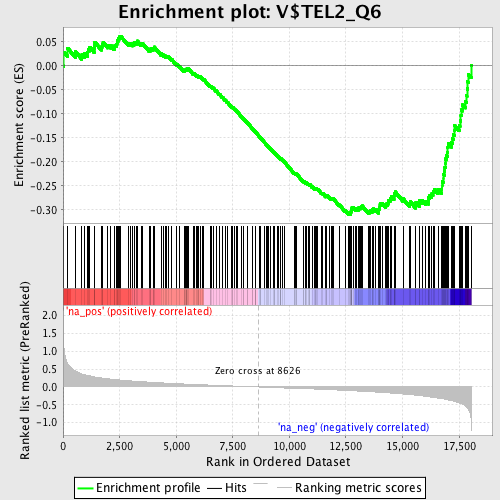 Enrichment plot: V$TEL2_Q6
Enrichment score (ES)
0.05
0.00
-0.05
-0.10
-0.15
-0.20
-0.25
-0.30
'na_pos' (positively correlated)
Ranked list metric (PreRanked)
2.0
1.5
1.0
0.5
0.0
-0.5
-1.0
Zero cross at 8626
'na_neg' (negatively correlated)
0
2,500
5,000
7,500
10,000
12,500
15,000
17,500
Rank in Ordered Dataset
Enrichment profile
Hits
Ranking metric scores